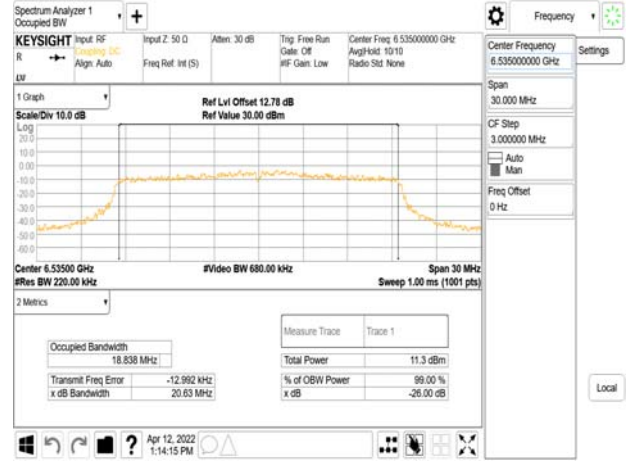 Spectrum Analyzer 1
Occupied BW
Frequency
KEYSIGHT
R
LV
Input: RF
Coupling: DC
Align: Auto
Input Z: 50 Ω
Freq Ref: Int (S)
Atten: 30 dB
Trig: Free Run
Gate: Off
#IF Gain: Low
Center Freq: 6.535000000 GHz
Avg|Hold: 10/10
Radio Std: None
Center Frequency
6.535000000 GHz
Settings
Span
30.000 MHz
CF Step
3.000000 MHz
Auto
Man
Freq Offset
0 Hz
Local
1 Graph
Scale/Div 10.0 dB
Ref Lvl Offset 12.78 dB
Ref Value 30.00 dBm
Log
20.0
10.0
0.00
-10.0
-20.0
-30.0
-40.0
-50.0
-60.0
Center 6.53500 GHz
#Res BW 220.00 kHz
#Video BW 680.00 kHz
Span 30 MHz
Sweep 1.00 ms (1001 pts)
2 Metrics
Measure Trace
Trace 1
Occupied Bandwidth
18.838 MHz
Total Power
11.3 dBm
Transmit Freq Error
-12.992 kHz
% of OBW Power
99.00 %
x dB Bandwidth
20.63 MHz
x dB
-26.00 dB
?
Apr 12, 2022
1:14:15 PM